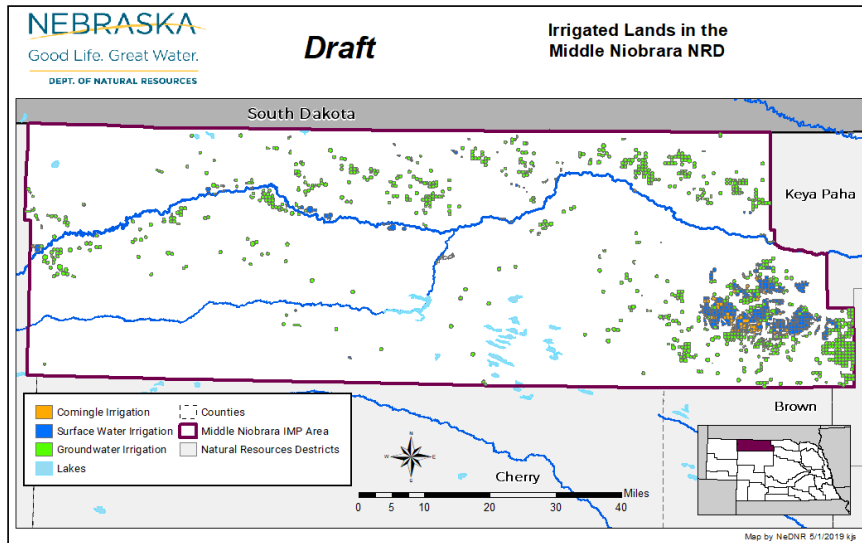 NEBRASKA
Good Life. Great Water.
DEPT. OF NATURAL RESOURCES
Draft
Irrigated Lands in the
Middle Niobrara NRD
South Dakota
Keya Paha
Comingle Irrigation
Surface Water Irrigation
Groundwater Irrigation
Lakes
Counties
Middle Niobrara IMP Area
Natural Resources Destricts
N
W
E
S
Brown
Cherry
Miles
0 5 10 20 30 40
Map by NeDNR 5/1/2019 kjs